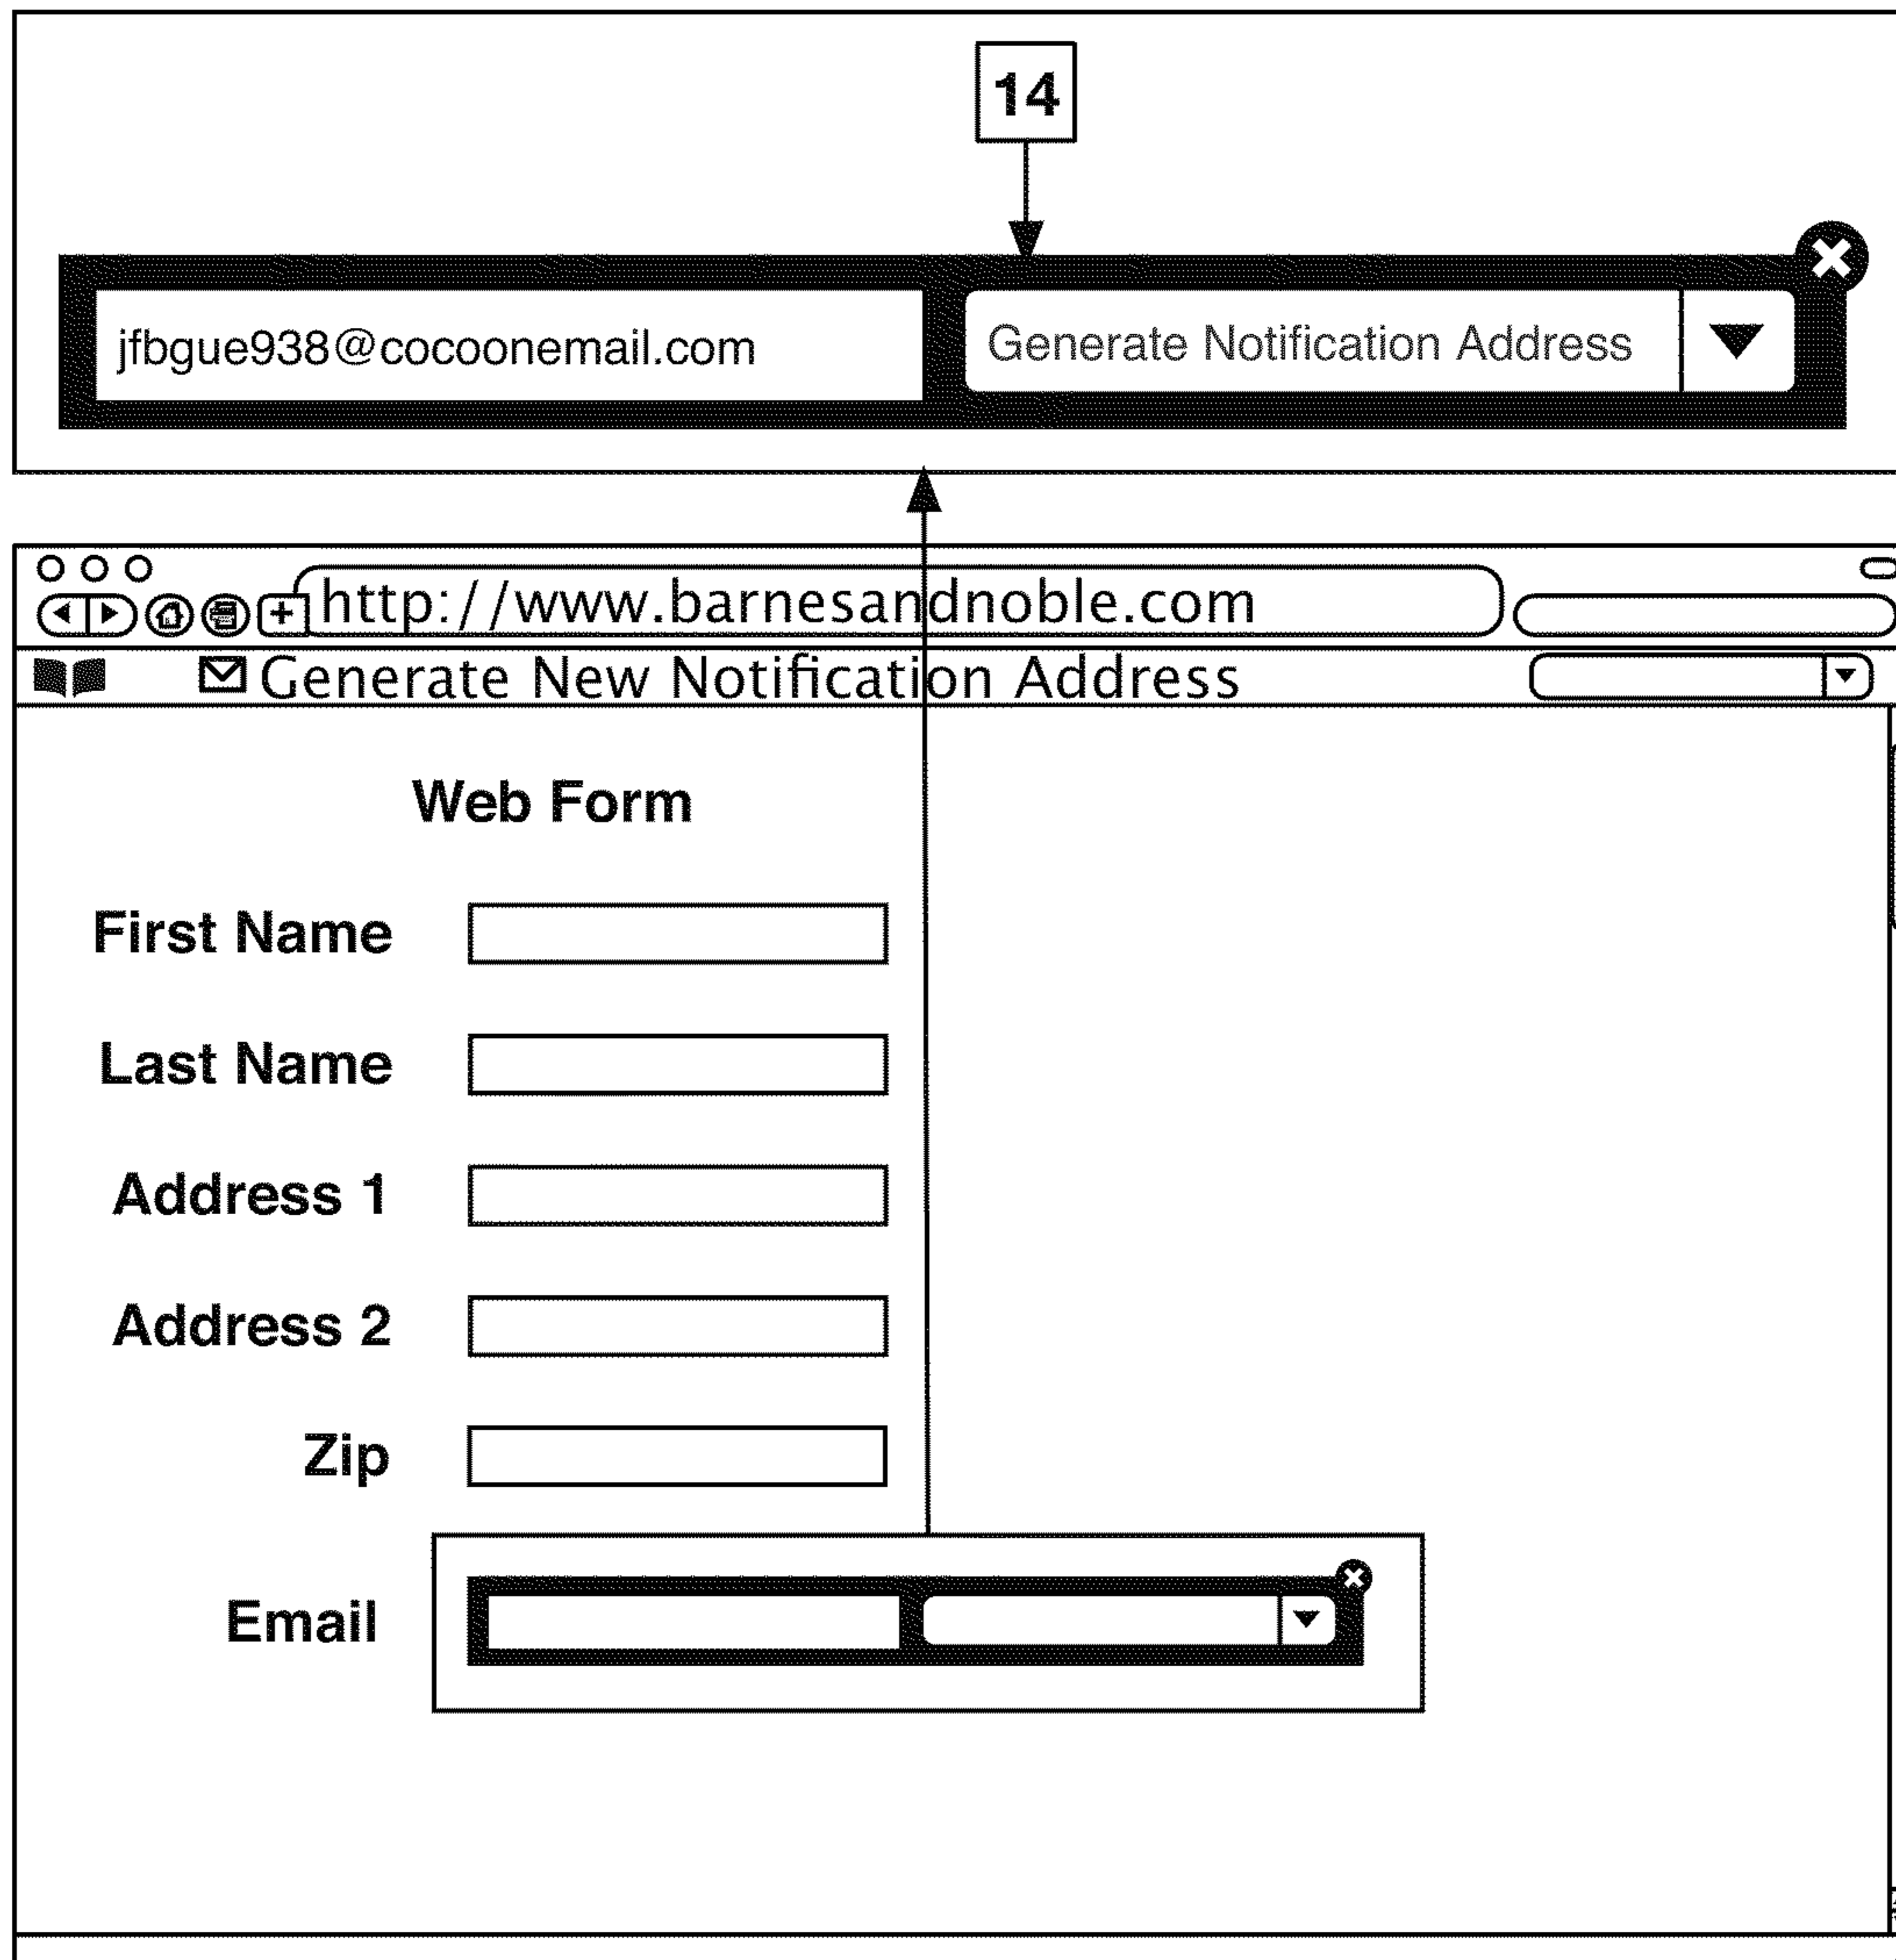 14
jfbgue938@cocoonemail.com Generate Notification Address
http://www.barnesandnoble.com
Generate New Notification Address
Web Form
First Name
Last Name
Address 1
Address 2
Zip
Email